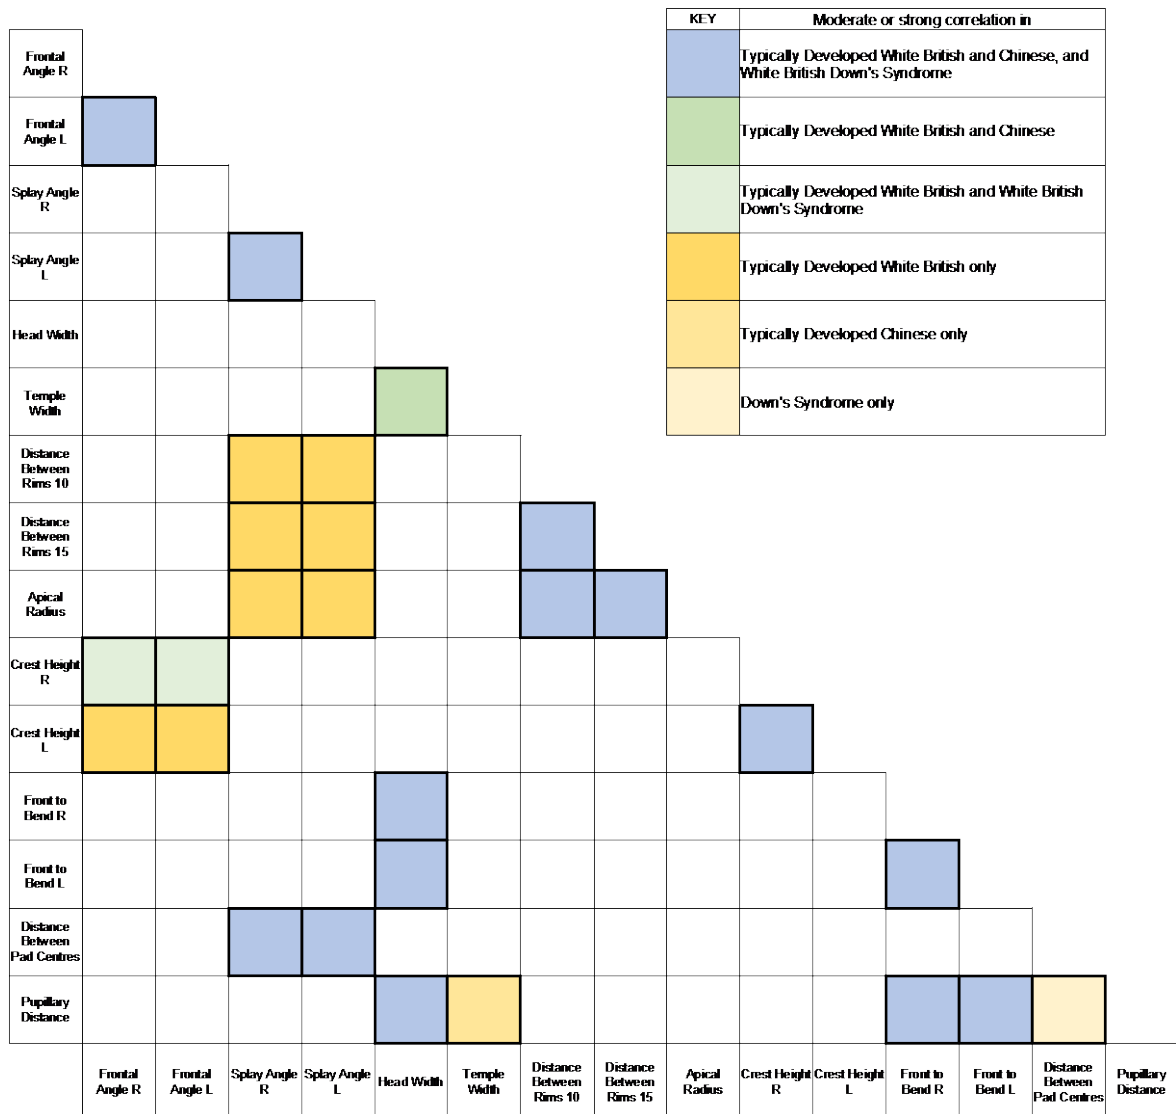 KEY
Moderate or strong correlation in
Typically Developed White British and Chinese, and
White British Down's Syndrome
Typically Developed White British and Chinese
Typically Developed White British and White British
Down's Syndrome
Typically Developed White British only
Typically Developed Chinese only
Down's Syndrome only
Frontal
Angle R
Frontal
Angle L
Splay Angle
R
Splay Angle
L
Head Width
Temple
Width
Distance
Between
Rims 10
Distance
Between
Rims 15
Apical
Radius
Crest Height
R
Crest Height
L
Front to
Bend R
Front to
Bend L
Distance
Between
Pad Centres
Pupillary
Distance
Frontal
Angle R
Frontal
Angle L
Splay Angle
R
Splay Angle
L
Head Width
Temple
Width
Distance
Between
Rims 10
Distance
Between
Rims 15
Apical
Radius
Crest Height
R
Crest Height
L
Front to
Bend R
Front to
Bend L
Distance
Between
Pad Centres
Pupillary
Distance